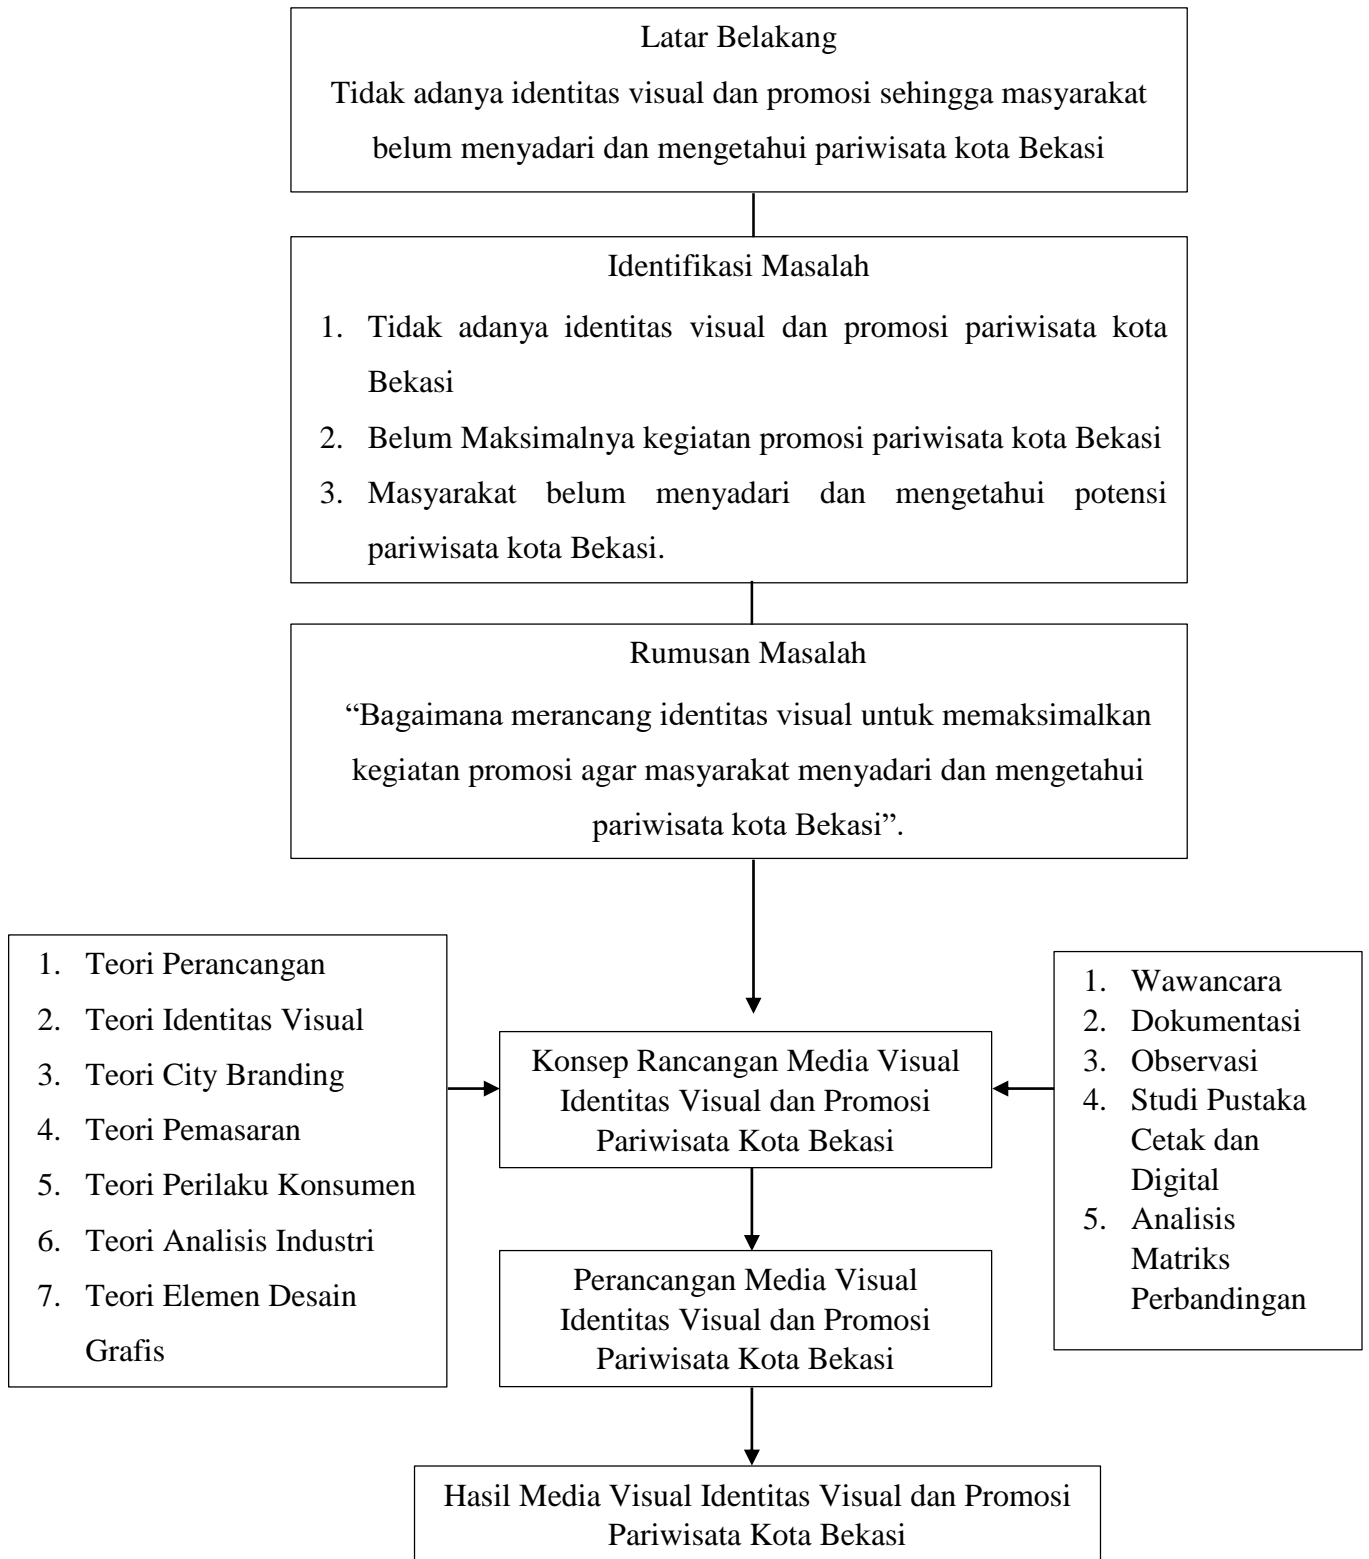 Latar Belakang
Tidak adanya identitas visual dan promosi sehingga masyarakat
belum menyadari dan mengetahui pariwisata kota Bekasi
Identifikasi Masalah
1. Tidak adanya identitas visual dan promosi pariwisata kota
Bekasi
2. Belum Maksimalnya kegiatan promosi pariwisata kota Bekasi
3. Masyarakat belum menyadari dan mengetahui potensi
pariwisata kota Bekasi.
Rumusan Masalah
“Bagaimana merancang identitas visual untuk memaksimalkan
kegiatan promosi agar masyarakat menyadari dan mengetahui
pariwisata kota Bekasi”.
1. Teori Perancangan
2. Teori Identitas Visual
3. Teori City Branding
4. Teori Pemasaran
5. Teori Perilaku Konsumen
6. Teori Analisis Industri
7. Teori Elemen Desain
Grafis
Konsep Rancangan Media Visual
Identitas Visual dan Promosi
Pariwisata Kota Bekasi
1. Wawancara
2. Dokumentasi
3. Observasi
4. Studi Pustaka
Cetak dan
Digital
5. Analisis
Matriks
Perbandingan
Perancangan Media Visual
Identitas Visual dan Promosi
Pariwisata Kota Bekasi
Hasil Media Visual Identitas Visual dan Promosi
Pariwisata Kota Bekasi